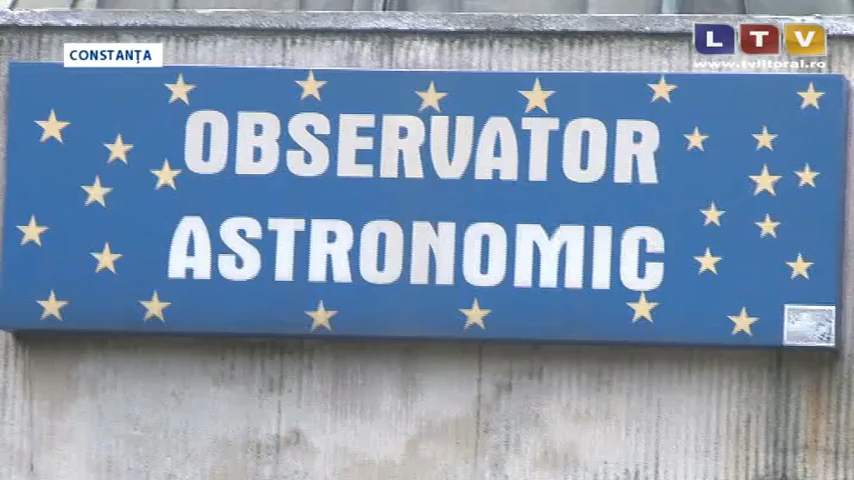 CONSTANȚA
LTV
www.tvlitoral.ro
OBSERVATOR
ASTRONOMIC